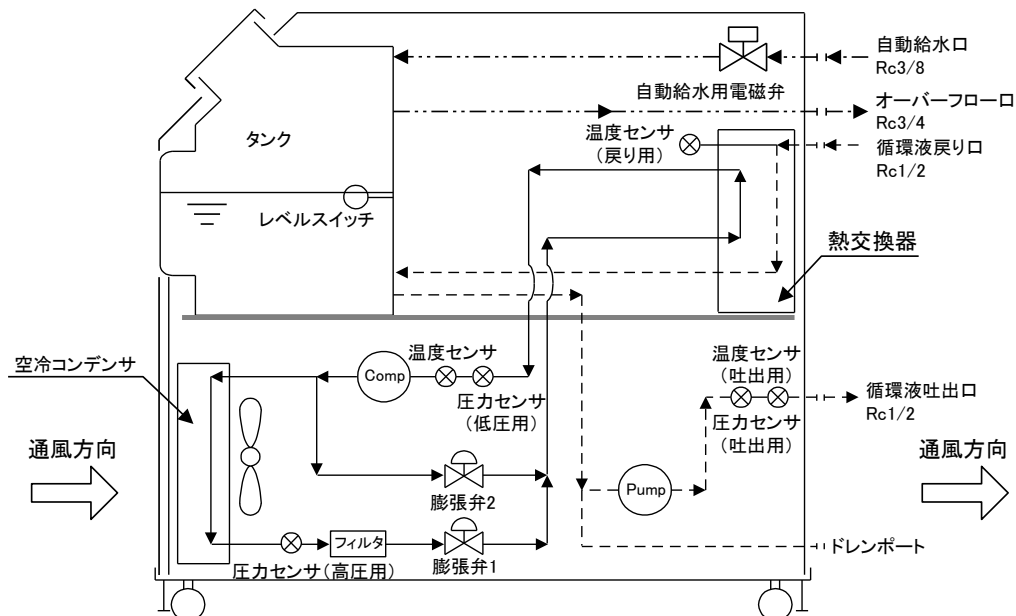 自動給水口
Rc3/8
自動給水用電磁弁
オーバーフロー口
Rc3/4
タンク
温度センサ
（戻り用）
循環液戻り口
Rc1/2
レベルスイッチ
熱交換器
空冷コンデンサ
Comp
温度センサ
圧力センサ
（低圧用）
温度センサ
（吐出用）
圧力センサ
（吐出用）
循環液吐出口
Rc1/2
通風方向
通風方向
膨張弁2
Pump
フィルタ
圧力センサ（高圧用）
膨張弁1
ドレンポート